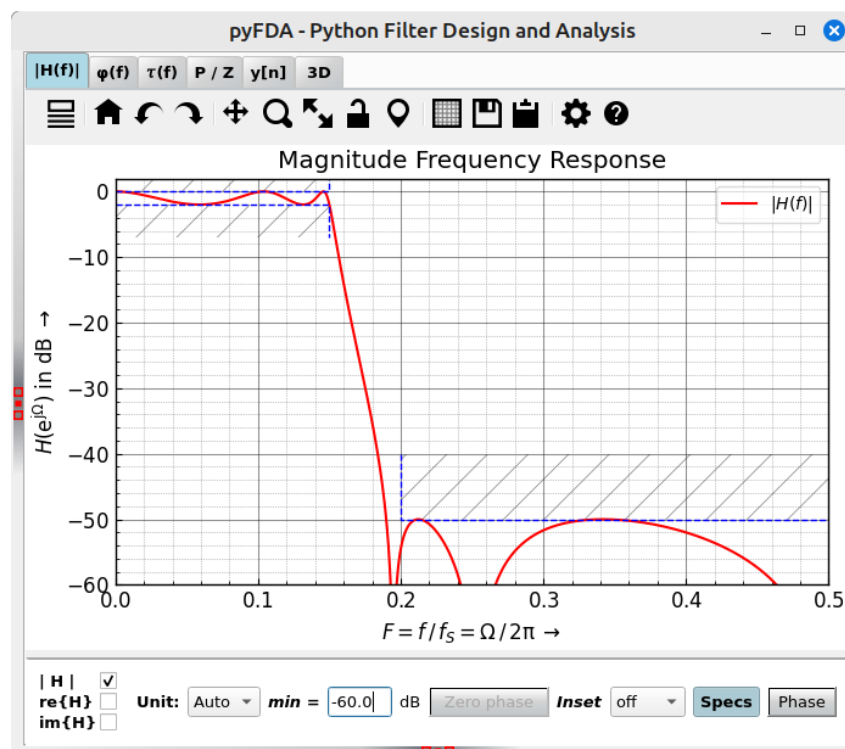 pyFDA - Python Filter Design and Analysis
|H(f)| φ(f) τ(f) P / Z y[n] 3D
Magnitude Frequency Response
|H(f)|
H(e^jΩ) in dB →
0
−10
−20
−30
−40
−50
−60
0.0 0.1 0.2 0.3 0.4 0.5
F = f / f_S = Ω / 2π →
| H |
re{H}
im{H}
Unit: Auto min = -60.0 dB Zero phase Inset off Specs Phase